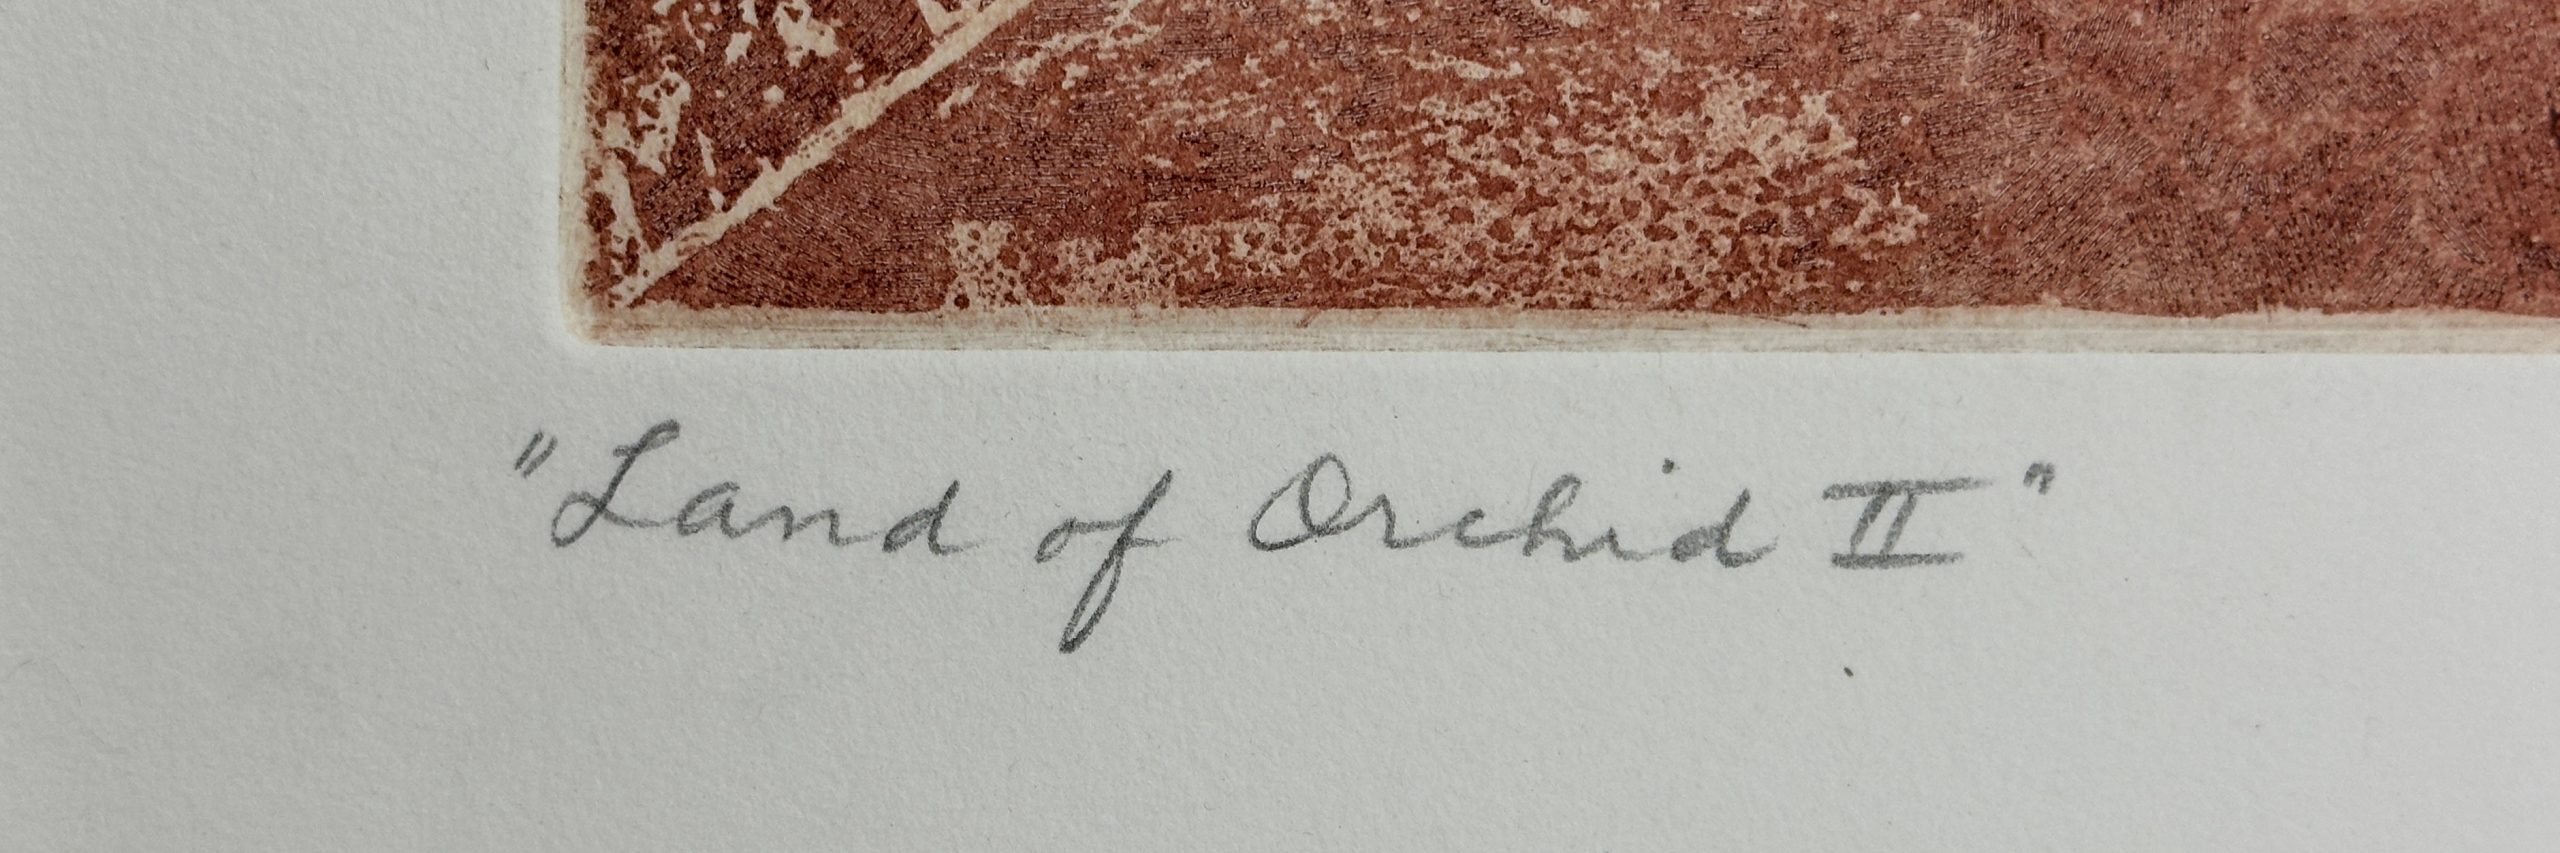 "Land of Orchid II"